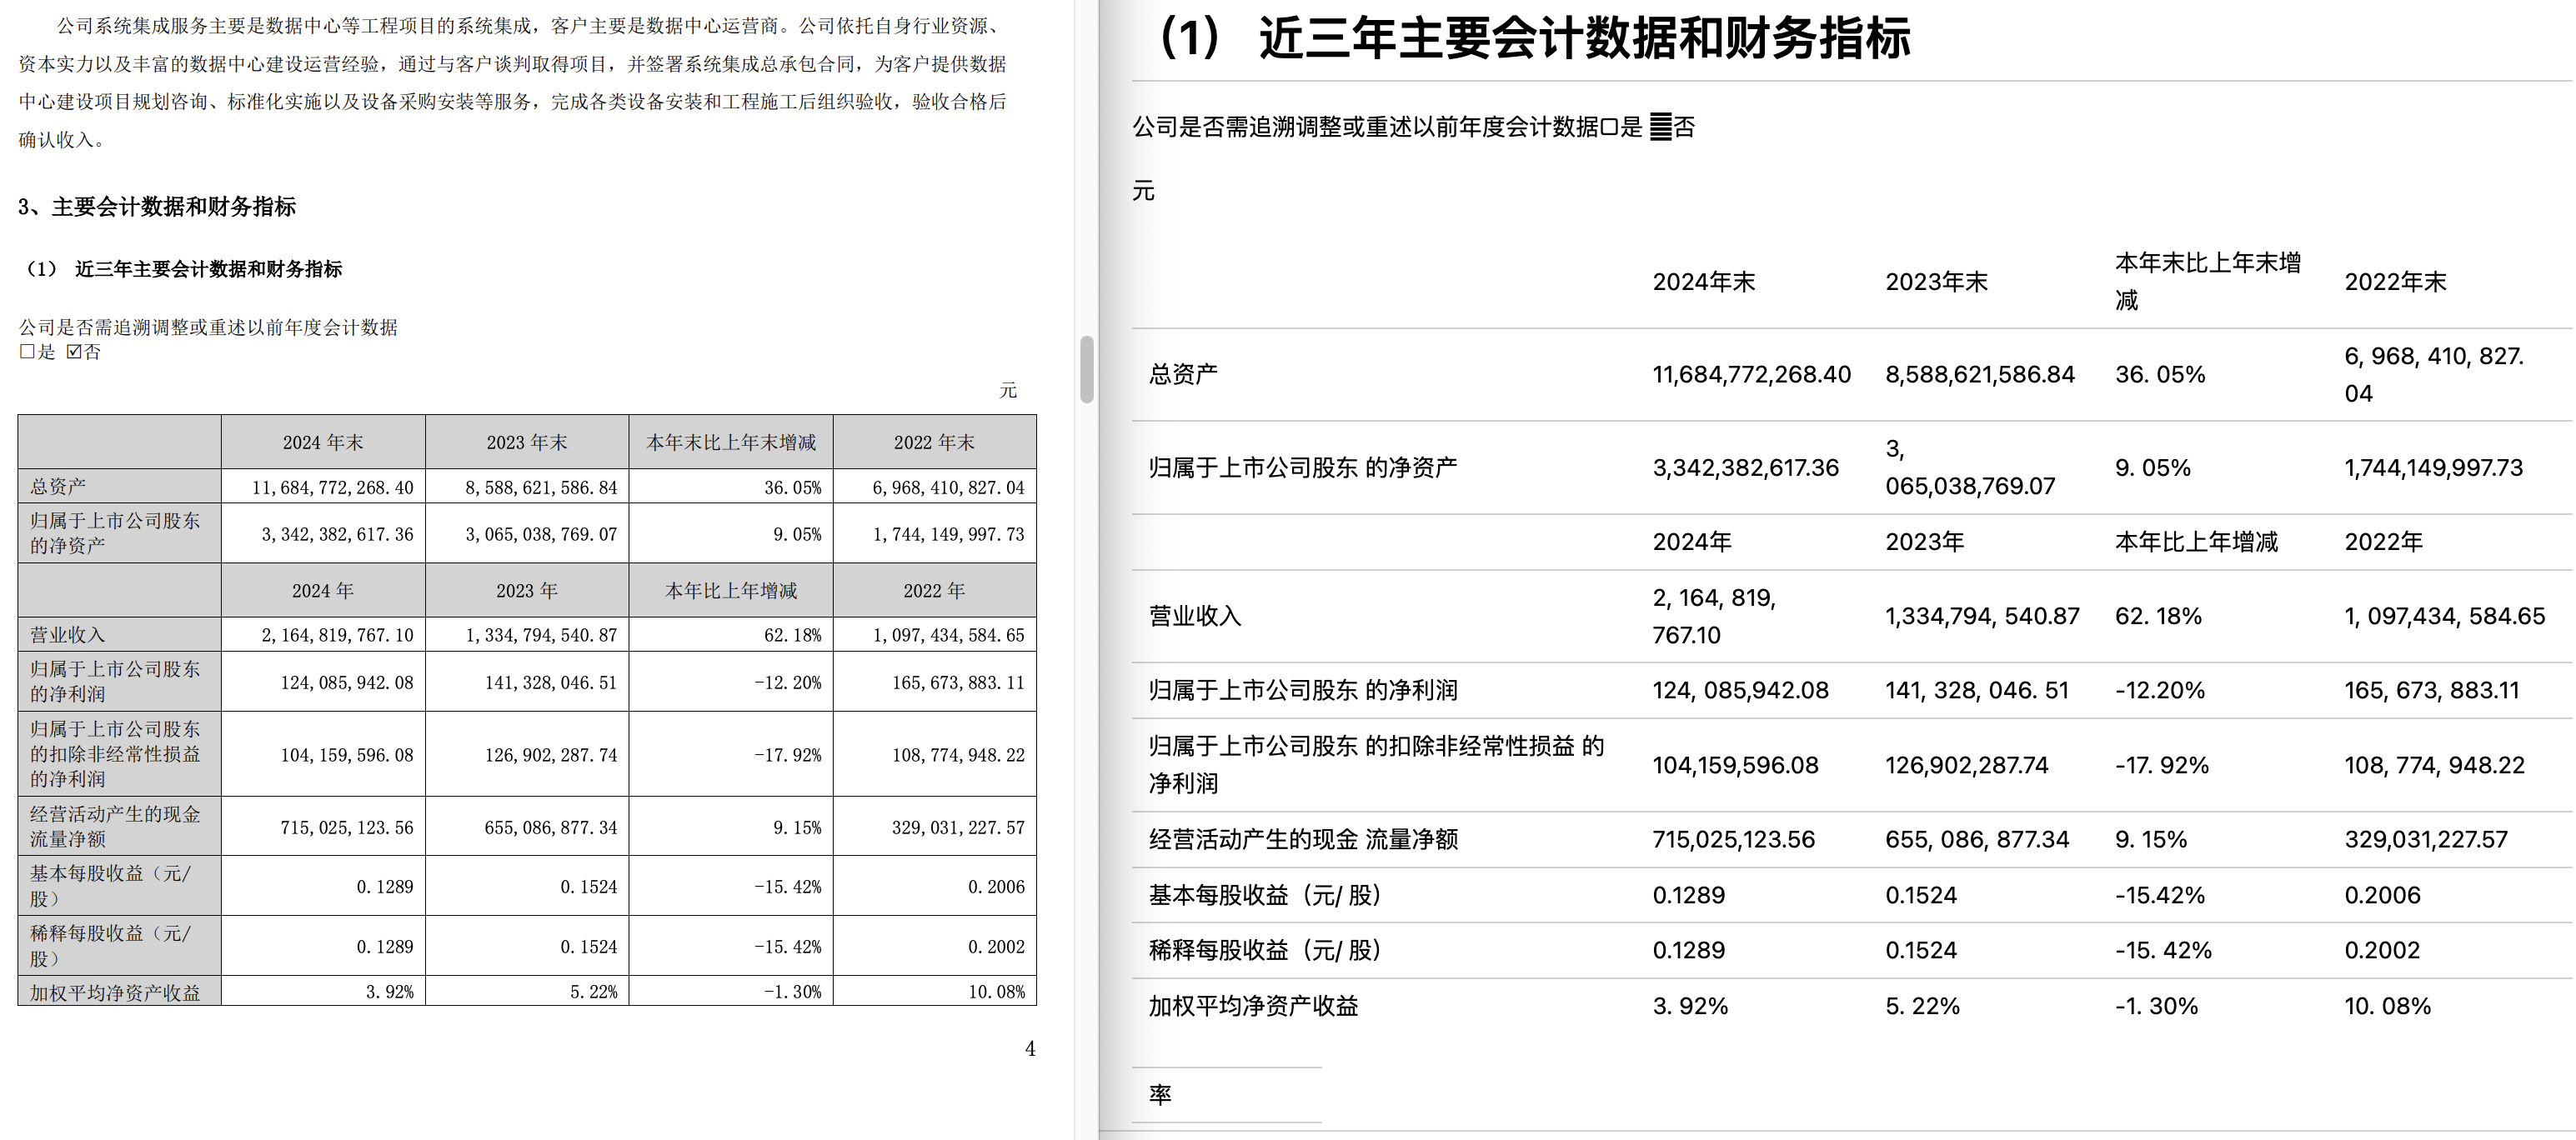 公司系统集成服务主要是数据中心等工程项目的系统集成，客户主要是数据中心运营商。公司依托自身行业资源、
资本实力以及丰富的数据中心建设运营经验，通过与客户谈判取得项目，并签署系统集成总承包合同，为客户提供数据
中心建设项目规划咨询、标准化实施以及设备采购安装等服务，完成各类设备安装和工程施工后组织验收，验收合格后
确认收入。
3、主要会计数据和财务指标
（1） 近三年主要会计数据和财务指标
公司是否需追溯调整或重述以前年度会计数据
☐是 ☑否
元
2024 年末 2023 年末 本年末比上年末增减 2022 年末
总资产 11,684,772,268.40 8,588,621,586.84 36.05% 6,968,410,827.04
归属于上市公司股东
的净资产 3,342,382,617.36 3,065,038,769.07 9.05% 1,744,149,997.73
2024 年 2023 年 本年比上年增减 2022 年
营业收入 2,164,819,767.10 1,334,794,540.87 62.18% 1,097,434,584.65
归属于上市公司股东
的净利润 124,085,942.08 141,328,046.51 -12.20% 165,673,883.11
归属于上市公司股东
的扣除非经常性损益
的净利润 104,159,596.08 126,902,287.74 -17.92% 108,774,948.22
经营活动产生的现金
流量净额 715,025,123.56 655,086,877.34 9.15% 329,031,227.57
基本每股收益（元/
股） 0.1289 0.1524 -15.42% 0.2006
稀释每股收益（元/
股） 0.1289 0.1524 -15.42% 0.2002
加权平均净资产收益 3.92% 5.22% -1.30% 10.08%
4
（1） 近三年主要会计数据和财务指标
公司是否需追溯调整或重述以前年度会计数据☐是 ䷀否
元
2024年末 2023年末 本年末比上年末增
减 2022年末
总资产 11,684,772,268.40 8,588,621,586.84 36. 05% 6, 968, 410, 827.
04
归属于上市公司股东 的净资产 3,342,382,617.36 3,
065,038,769.07 9. 05% 1,744,149,997.73
2024年 2023年 本年比上年增减 2022年
营业收入 2, 164, 819,
767.10 1,334,794, 540.87 62. 18% 1, 097,434, 584.65
归属于上市公司股东 的净利润 124, 085,942.08 141, 328, 046. 51 -12.20% 165, 673, 883.11
归属于上市公司股东 的扣除非经常性损益 的
净利润 104,159,596.08 126,902,287.74 -17. 92% 108, 774, 948.22
经营活动产生的现金 流量净额 715,025,123.56 655, 086, 877.34 9. 15% 329,031,227.57
基本每股收益（元/ 股） 0.1289 0.1524 -15.42% 0.2006
稀释每股收益（元/ 股） 0.1289 0.1524 -15. 42% 0.2002
加权平均净资产收益 3. 92% 5. 22% -1. 30% 10. 08%
率